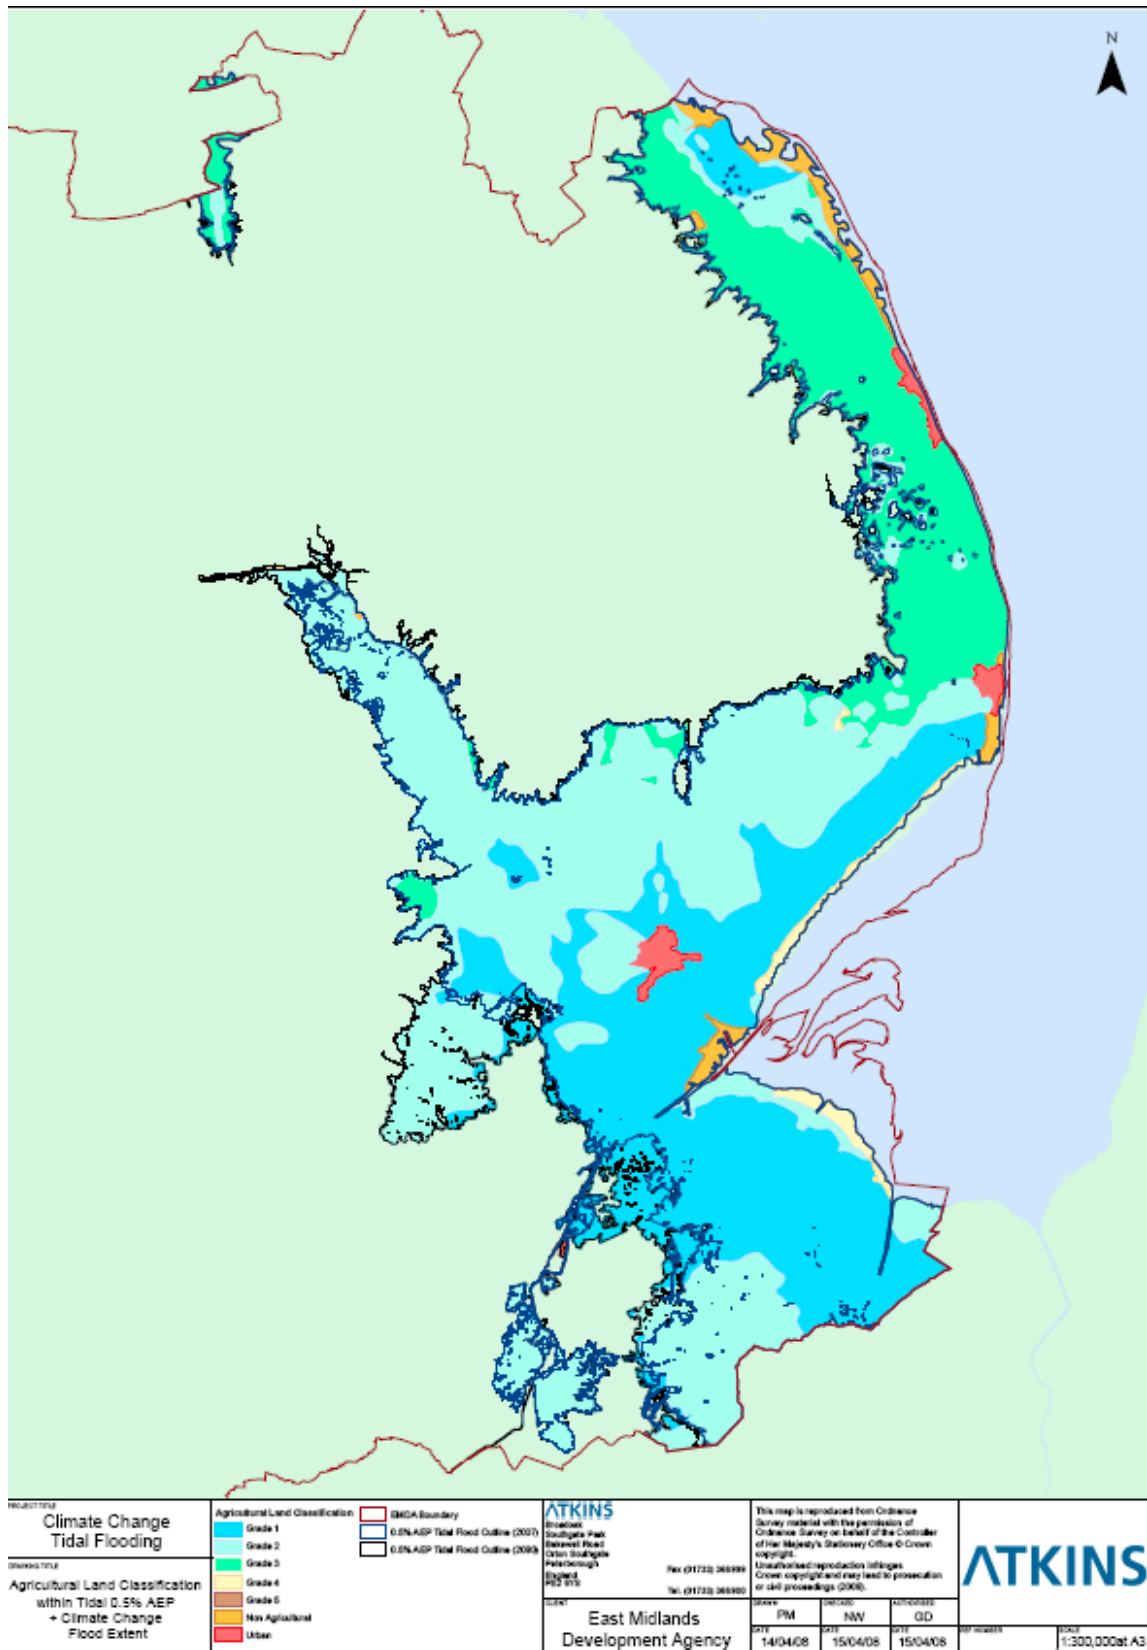 N
PROJECT TITLE
Climate Change
Tidal Flooding
DRAWING TITLE
Agricultural Land Classification
within Tidal 0.5% AEP
+ Climate Change
Flood Extent
Agricultural Land Classification
Grade 1
Grade 2
Grade 3
Grade 4
Grade 5
Non Agricultural
Urban
EMDA Boundary
0.5% AEP Tidal Flood Outline (2007)
0.5% AEP Tidal Flood Outline
ATKINS
Southgate Park
Bakewell Road
Orton Southgate
Peterborough
England
Fax (01733)
Tel. (01733)
CLIENT
East Midlands
Development Agency
This map is reproduced from Ordnance
Survey material with the permission of
Ordnance Survey on behalf of the Controller
of Her Majesty's Stationery Office © Crown
copyright.
Unauthorised reproduction infringes
Crown copyright and may lead to prosecution
or civil proceedings (2008).
DRAWN
PM
CHECKED
NW
AUTHORISED
GD
DATE
14/04/08
DATE
15/04/08
DATE
15/04/08
ATKINS
SCALE
1:300,000at A3